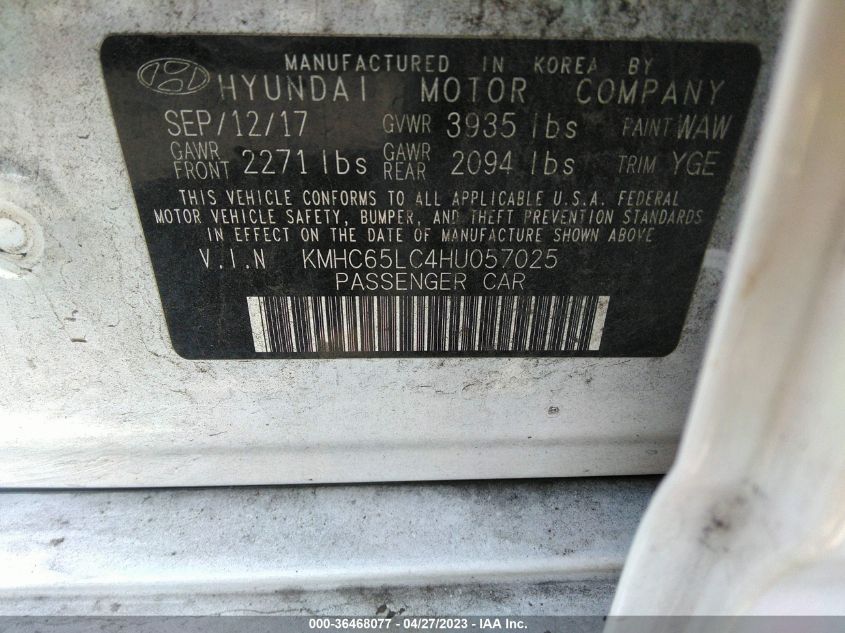 MANUFACTURED IN KOREA BY
HYUNDAI MOTOR COMPANY
SEP/12/17 GVWR 3935 lbs PAINT WAW
GAWR FRONT 2271 lbs GAWR REAR 2094 lbs TRIM YGE
THIS VEHICLE CONFORMS TO ALL APPLICABLE U.S.A. FEDERAL
MOTOR VEHICLE SAFETY, BUMPER, AND THEFT PREVENTION STANDARDS
IN EFFECT ON THE DATE OF MANUFACTURE SHOWN ABOVE
V.I.N KMHC65LC4HU057025
PASSENGER CAR
000-36468077 - 04/27/2023 - IAA Inc.